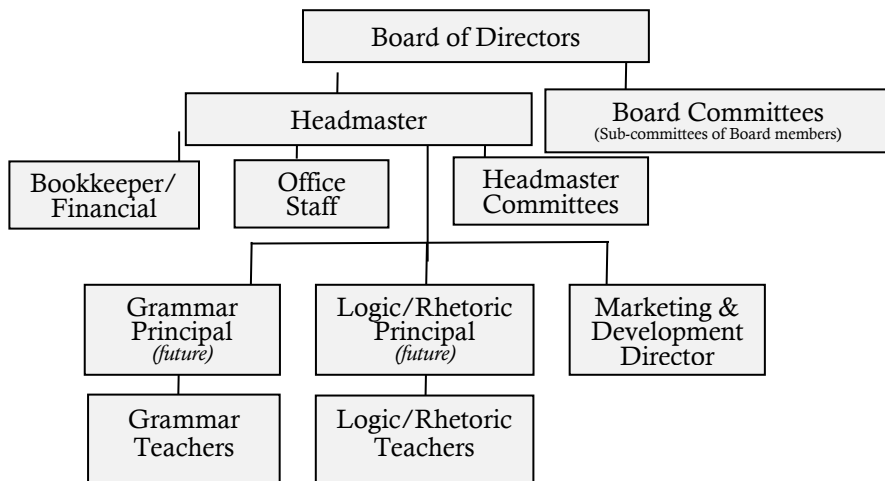 Board of Directors
Headmaster
Board Committees
(Sub-committees of Board members)
Bookkeeper/
Financial
Office
Staff
Headmaster
Committees
Grammar
Principal
(future)
Logic/Rhetoric
Principal
(future)
Marketing &
Development
Director
Grammar
Teachers
Logic/Rhetoric
Teachers